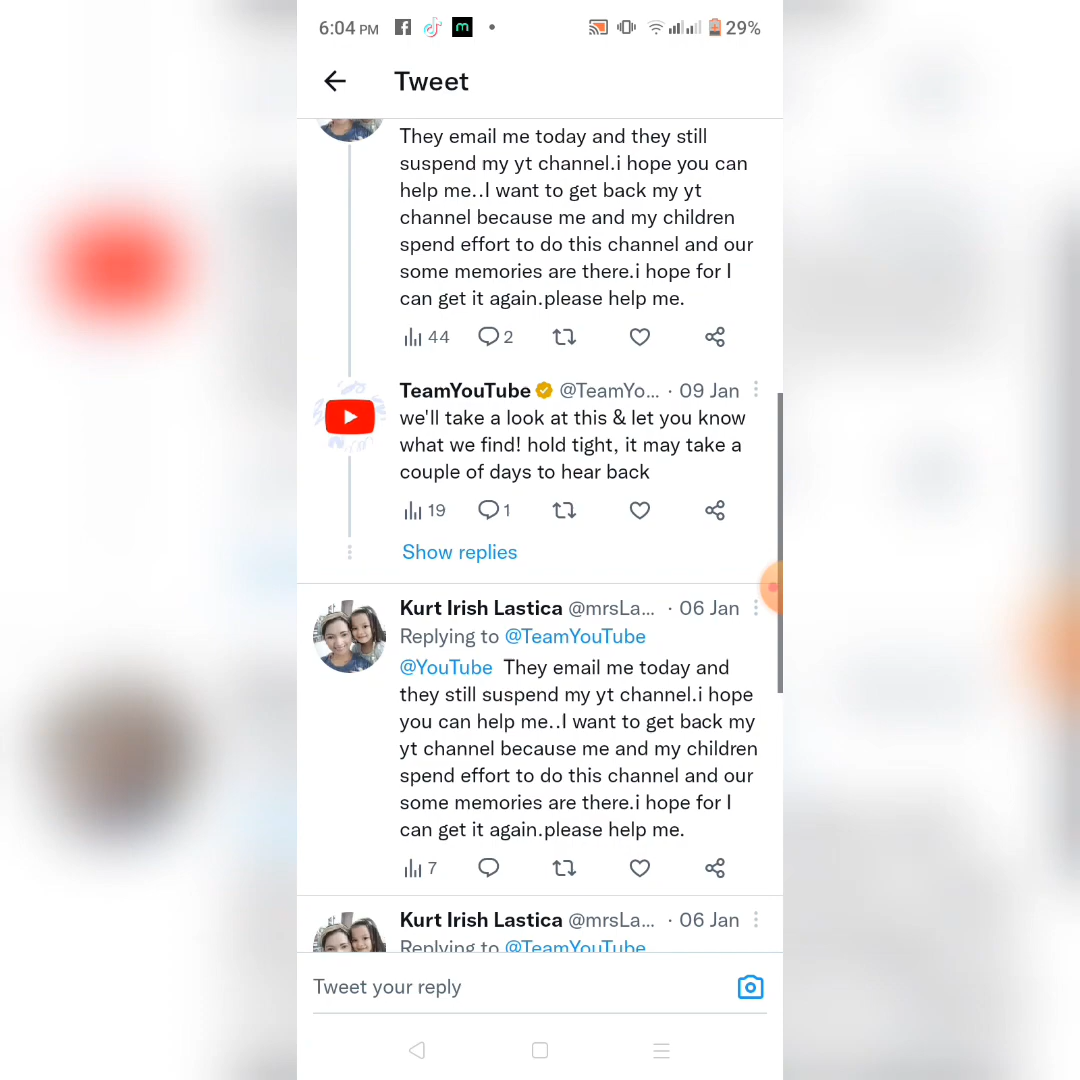 6:04 PM
29%
Tweet
They email me today and they still
suspend my yt channel.i hope you can
help me..I want to get back my yt
channel because me and my children
spend effort to do this channel and our
some memories are there.i hope for I
can get it again.please help me.
44 2
TeamYouTube @TeamYo... · 09 Jan
we'll take a look at this & let you know
what we find! hold tight, it may take a
couple of days to hear back
19 1
Show replies
Kurt Irish Lastica @mrsLa... · 06 Jan
Replying to @TeamYouTube
@YouTube They email me today and
they still suspend my yt channel.i hope
you can help me..I want to get back my
yt channel because me and my children
spend effort to do this channel and our
some memories are there.i hope for I
can get it again.please help me.
7
Kurt Irish Lastica @mrsLa... · 06 Jan
Replying to @TeamYouTube
Tweet your reply